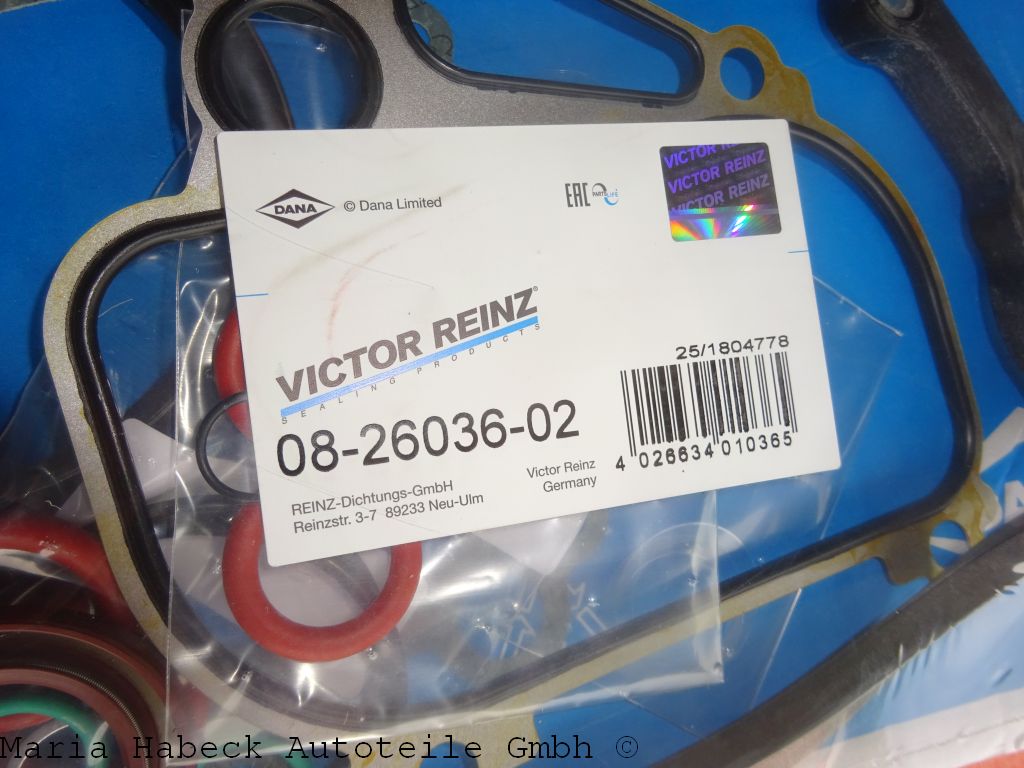 DANA
© Dana Limited
EAC
PARTS
LIFE
VICTOR REINZ
VICTOR REINZ
VICTOR REINZ
VICTOR REINZ®
SEALING PRODUCTS
25/1804778
08-26036-02
4 026634 010365
REINZ-Dichtungs-GmbH
Reinzstr. 3-7 89233 Neu-Ulm
Victor Reinz
Germany
Maria Habeck Autoteile Gmbh ©